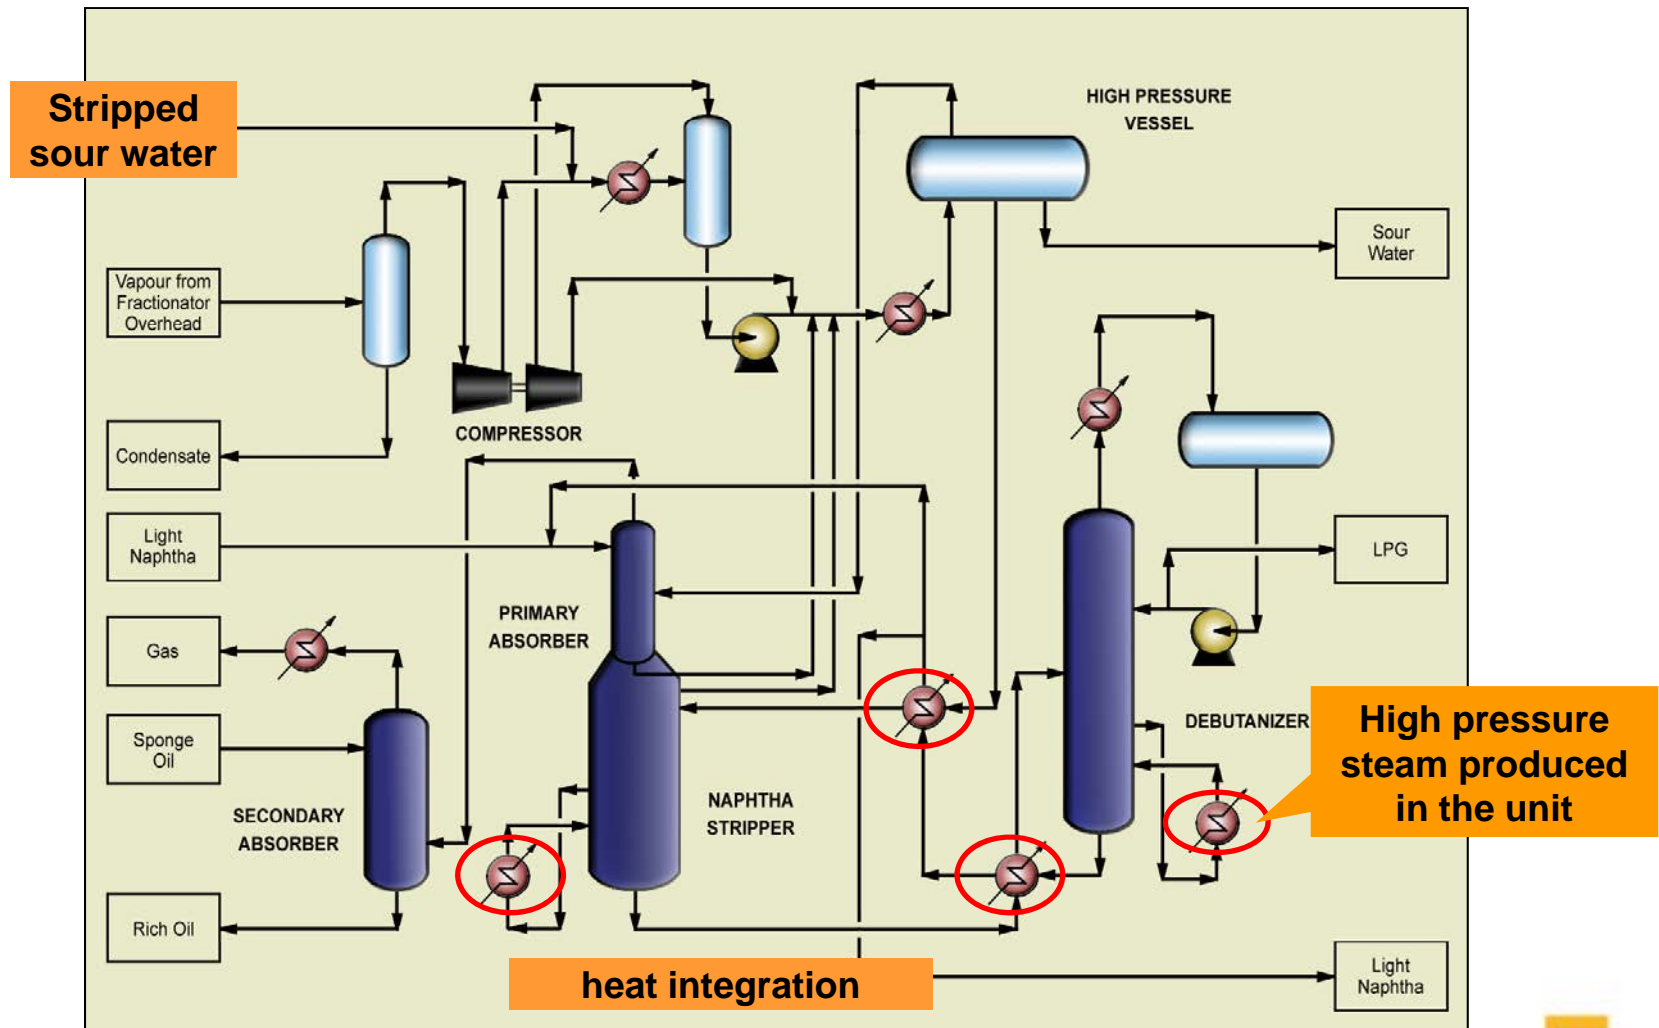 Stripped
sour water
HIGH PRESSURE
VESSEL
Sour
Water
Vapour from
Fractionator
Overhead
COMPRESSOR
Condensate
Light
Naphtha
LPG
PRIMARY
ABSORBER
Gas
Sponge
Oil
DEBUTANIZER
High pressure
steam produced
in the unit
SECONDARY
ABSORBER
NAPHTHA
STRIPPER
Rich Oil
heat integration
Light
Naphtha